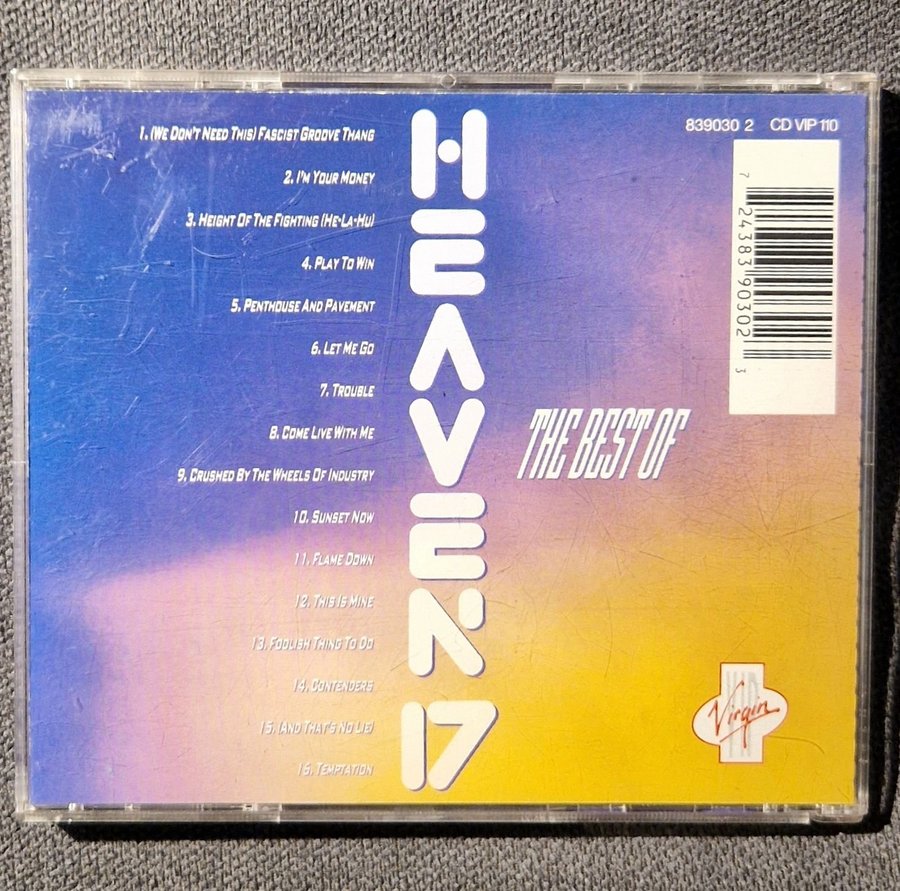 1. (We Don't Need This) Fascist Groove Thang
2. I'm Your Money
3. Height Of The Fighting (He-La-Hu)
4. Play To Win
5. Penthouse And Pavement
6. Let Me Go
7. Trouble
8. Come Live With Me
9. Crushed By The Wheels Of Industry
10. Sunset Now
11. Flame Down
12. This Is Mine
13. Foolish Thing To Do
14. Contenders
15. (And That's No Lie)
16. Temptation
HEAVEN 17
THE BEST OF
839030 2 CD VIP 110
7 24383 90302 3
Virgin